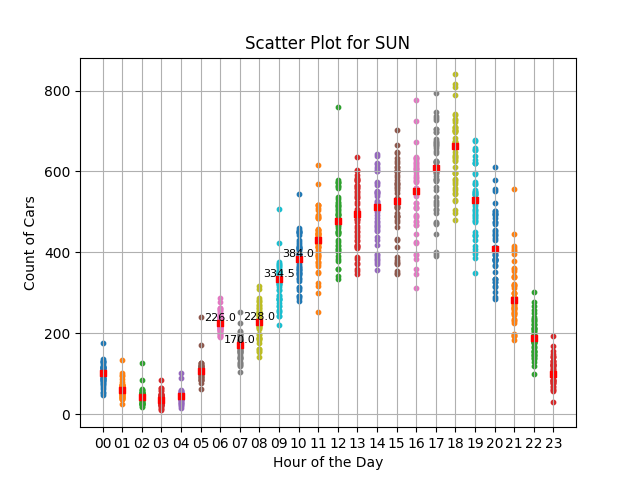 Scatter Plot for SUN
Count of Cars
800
600
400
200
0
384.0
334.5
226.0
228.0
170.0
00 01 02 03 04 05 06 07 08 09 10 11 12 13 14 15 16 17 18 19 20 21 22 23
Hour of the Day